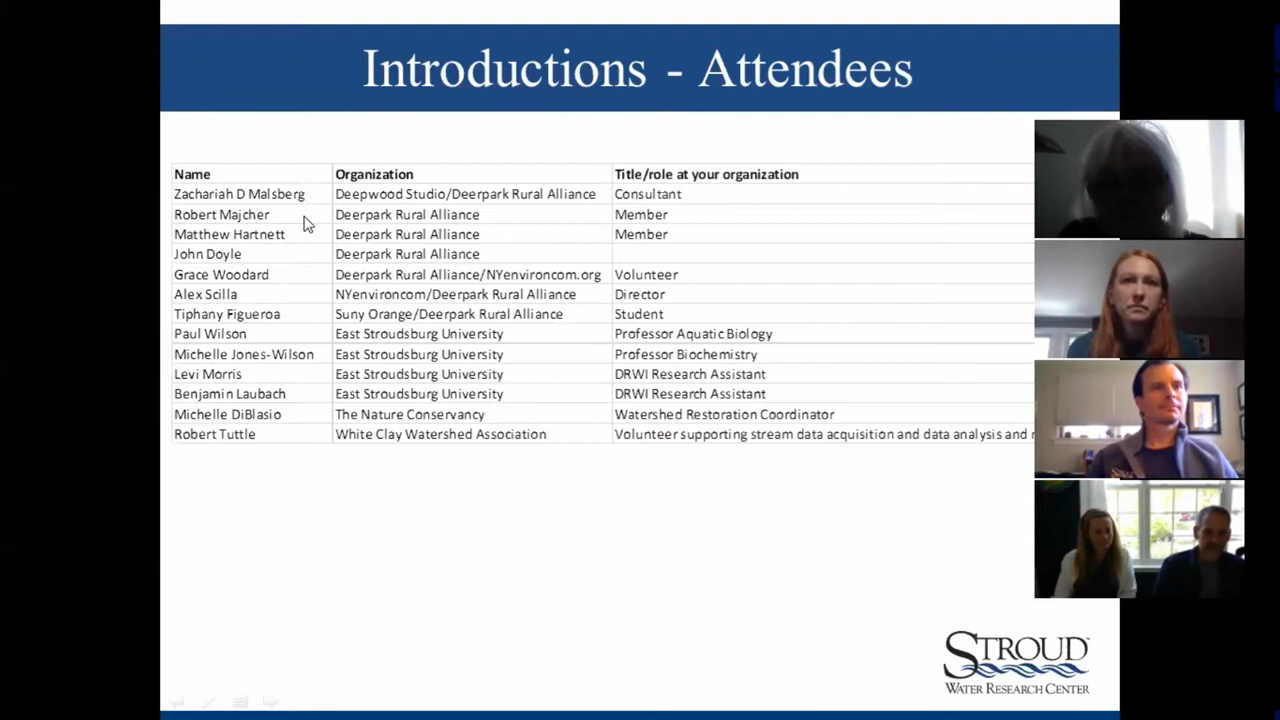 Introductions - Attendees
Name Organization Title/role at your organization
Zachariah D Malsberg Deepwood Studio/Deerpark Rural Alliance Consultant
Robert Majcher Deerpark Rural Alliance Member
Matthew Hartnett Deerpark Rural Alliance Member
John Doyle Deerpark Rural Alliance
Grace Woodard Deerpark Rural Alliance/NYenvironcom.org Volunteer
Alex Scilla NYenvironcom/Deerpark Rural Alliance Director
Tiphany Figueroa Suny Orange/Deerpark Rural Alliance Student
Paul Wilson East Stroudsburg University Professor Aquatic Biology
Michelle Jones-Wilson East Stroudsburg University Professor Biochemistry
Levi Morris East Stroudsburg University DRWI Research Assistant
Benjamin Laubach East Stroudsburg University DRWI Research Assistant
Michelle DiBlasio The Nature Conservancy Watershed Restoration Coordinator
Robert Tuttle White Clay Watershed Association Volunteer supporting stream data acquisition and data analysis and
STROUD
WATER RESEARCH CENTER